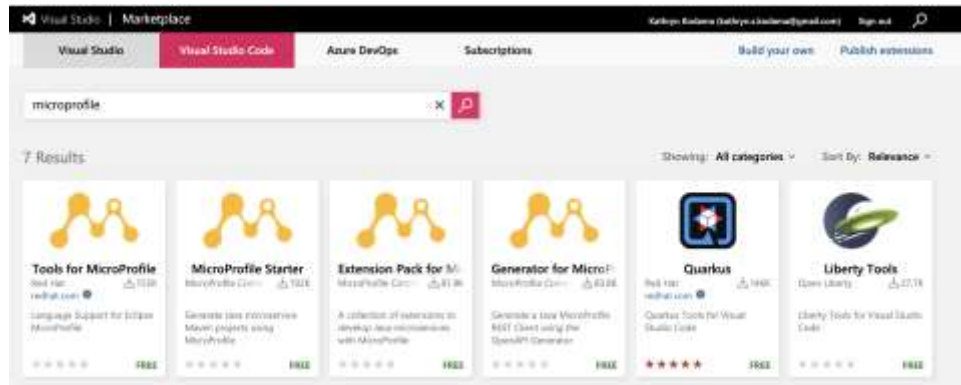 Visual Studio | Marketplace
Sign out
Visual Studio
Visual Studio Code
Azure DevOps
Subscriptions
Build your own
Publish extensions
microprofile
7 Results
Showing: All categories
Sort By: Relevance
Tools for MicroProfile
Red Hat
redhat.com
Language Support for Eclipse
MicroProfile
FREE
MicroProfile Starter
Generate Java microservice
Maven projects using
MicroProfile
FREE
Extension Pack for Mi
A collection of extensions to
develop Java microservices
with MicroProfile
FREE
Generator for MicroP
Generate a Java MicroProfile
REST Client using the
OpenAPI Generator
FREE
Quarkus
Red Hat
redhat.com
Quarkus Tools for Visual
Studio Code
FREE
Liberty Tools
Open Liberty
Liberty Tools for Visual Studio
Code
FREE